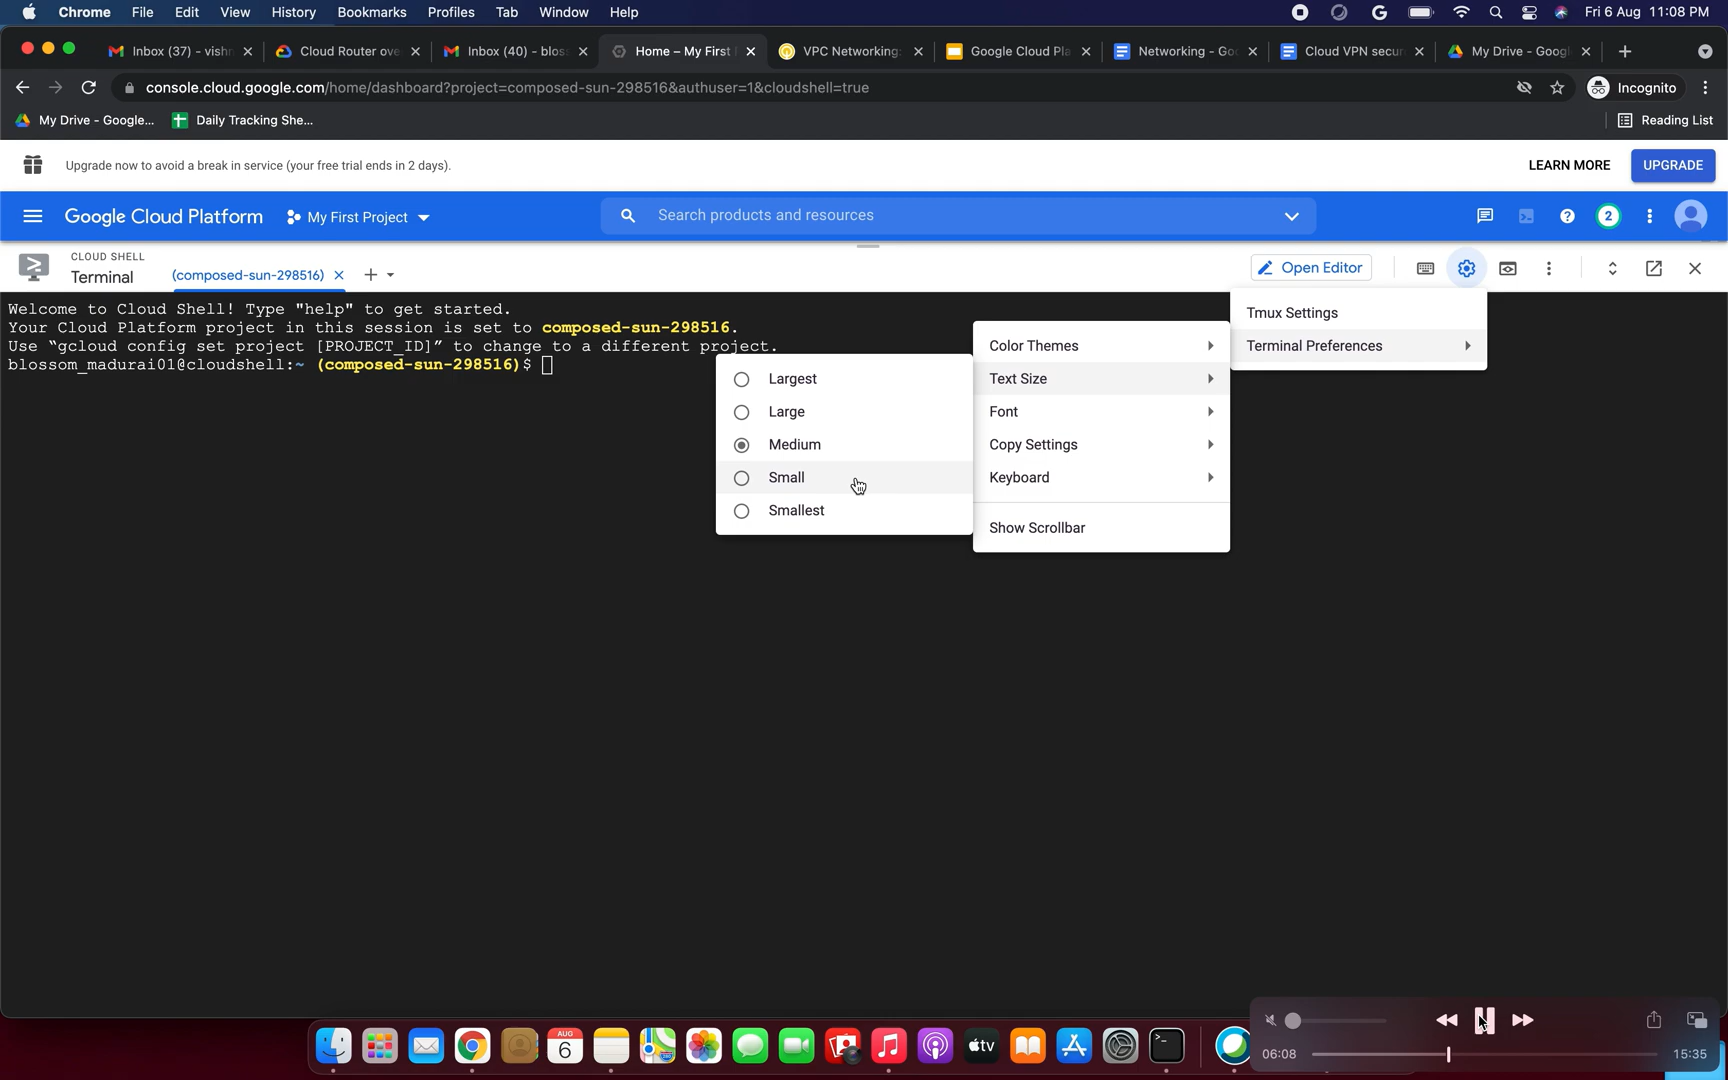 Chrome File Edit View History Bookmarks Profiles Tab Window Help
Fri 6 Aug 11:08 PM
Inbox (37) - vishn
Cloud Router ove
Inbox (40) - blos
Home – My First
VPC Networking:
Google Cloud Pla
Networking - Goo
Cloud VPN secur
My Drive - Googl
console.cloud.google.com/home/dashboard?project=composed-sun-298516&authuser=1&cloudshell=true
Incognito
My Drive - Google...
Daily Tracking She...
Reading List
Upgrade now to avoid a break in service (your free trial ends in 2 days).
LEARN MORE
UPGRADE
Google Cloud Platform
My First Project
Search products and resources
2
CLOUD SHELL
Terminal
(composed-sun-298516)
Open Editor
Welcome to Cloud Shell! Type "help" to get started.
Your Cloud Platform project in this session is set to composed-sun-298516.
Use “gcloud config set project [PROJECT_ID]” to change to a different project.
blossom_madurai01@cloudshell:~ (composed-sun-298516)$
Tmux Settings
Terminal Preferences
Color Themes
Text Size
Font
Copy Settings
Keyboard
Show Scrollbar
Largest
Large
Medium
Small
Smallest
AUG
6
tv
06:08
15:35